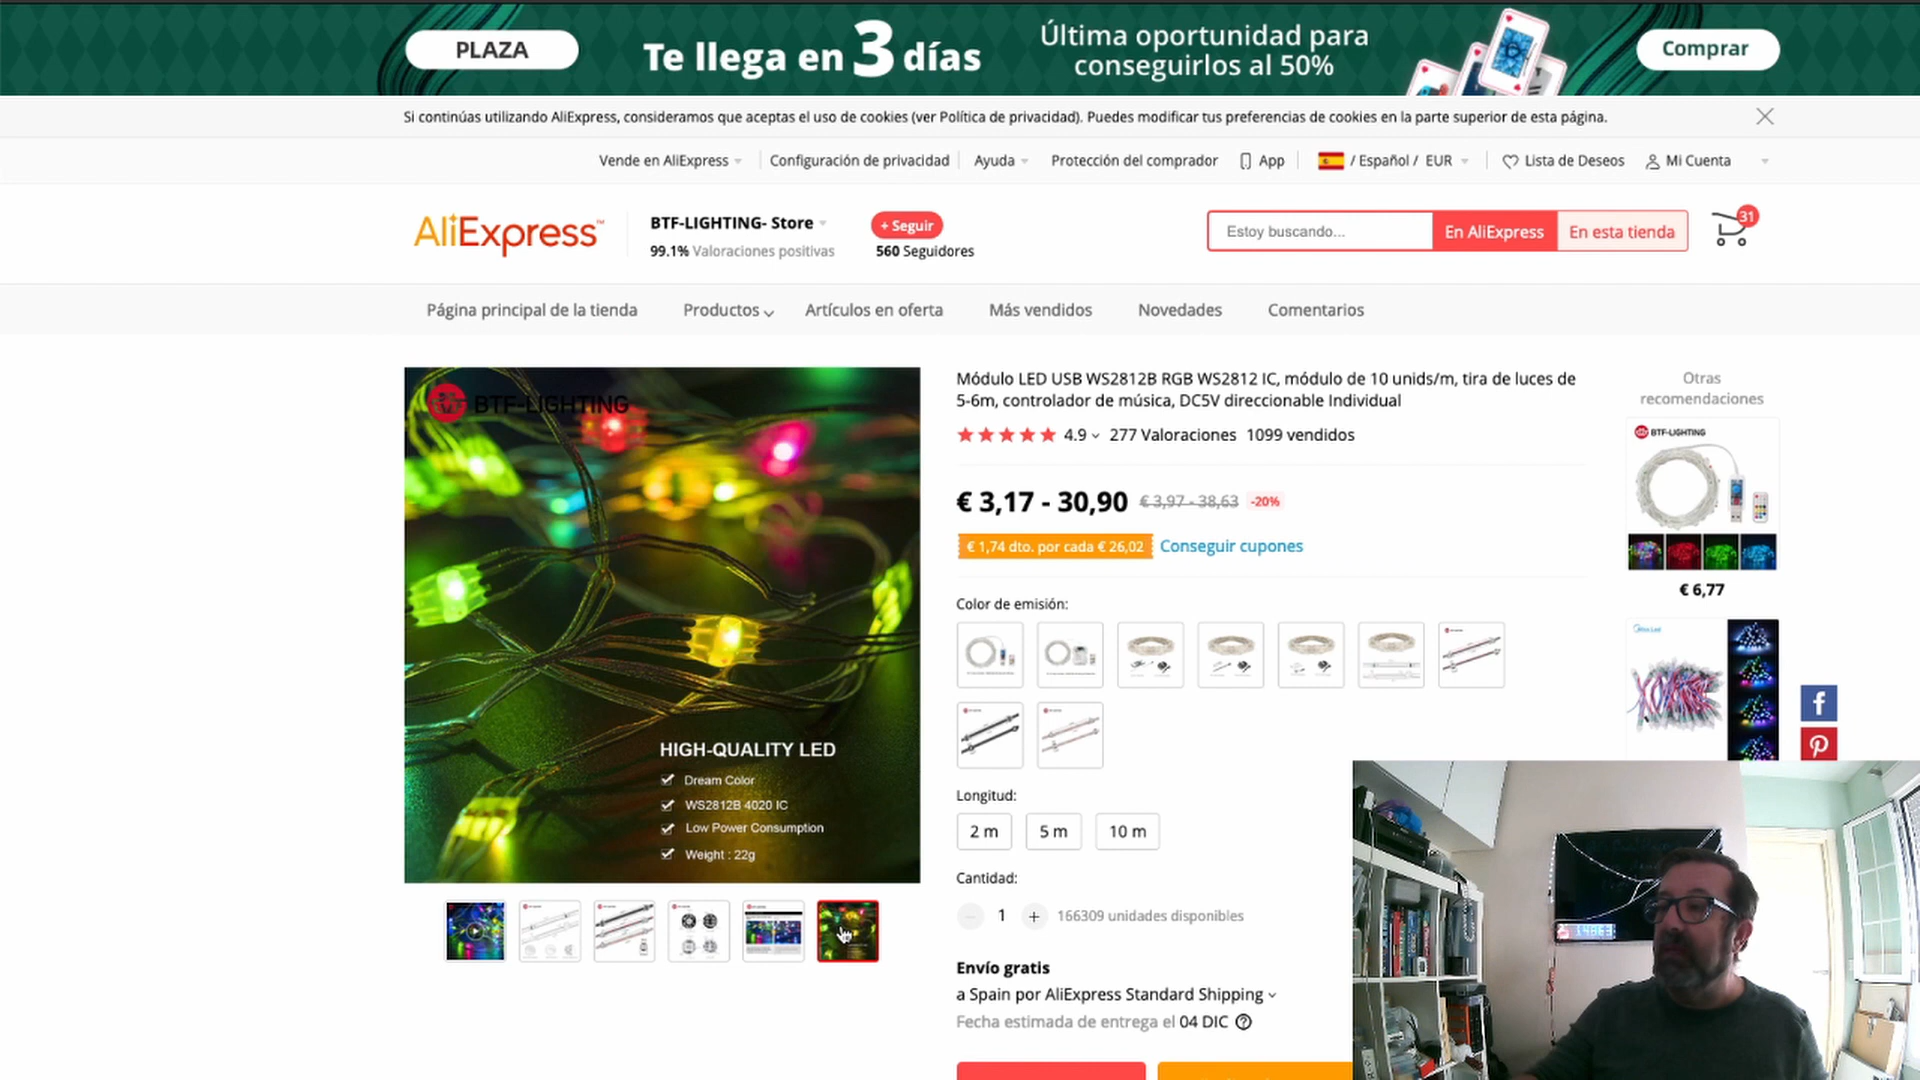 PLAZA
Te llega en 3 días
Última oportunidad para
conseguirlos al 50%
Comprar
Si continúas utilizando AliExpress, consideramos que aceptas el uso de cookies (ver Política de privacidad). Puedes modificar tus preferencias de cookies en la parte superior de esta página.
Vende en AliExpress
Configuración de privacidad
Ayuda
Protección del comprador
App
/ Español / EUR
Lista de Deseos
Mi Cuenta
AliExpress™
BTF-LIGHTING- Store
99.1% Valoraciones positivas
+ Seguir
560 Seguidores
Estoy buscando...
En AliExpress
En esta tienda
31
Página principal de la tienda
Productos
Artículos en oferta
Más vendidos
Novedades
Comentarios
BTF-LIGHTING
HIGH-QUALITY LED
Dream Color
WS2812B 4020 IC
Low Power Consumption
Weight : 22g
Módulo LED USB WS2812B RGB WS2812 IC, módulo de 10 unids/m, tira de luces de
5-6m, controlador de música, DC5V direccionable Individual
4.9 277 Valoraciones 1099 vendidos
€ 3,17 - 30,90 € 3,97 - 38,63 -20%
€ 1,74 dto. por cada € 26,02 Conseguir cupones
Color de emisión:
Longitud:
2 m
5 m
10 m
Cantidad:
1
+
166309 unidades disponibles
Envío gratis
a Spain por AliExpress Standard Shipping
Fecha estimada de entrega el 04 DIC
Otras
recomendaciones
BTF-LIGHTING
€ 6,77